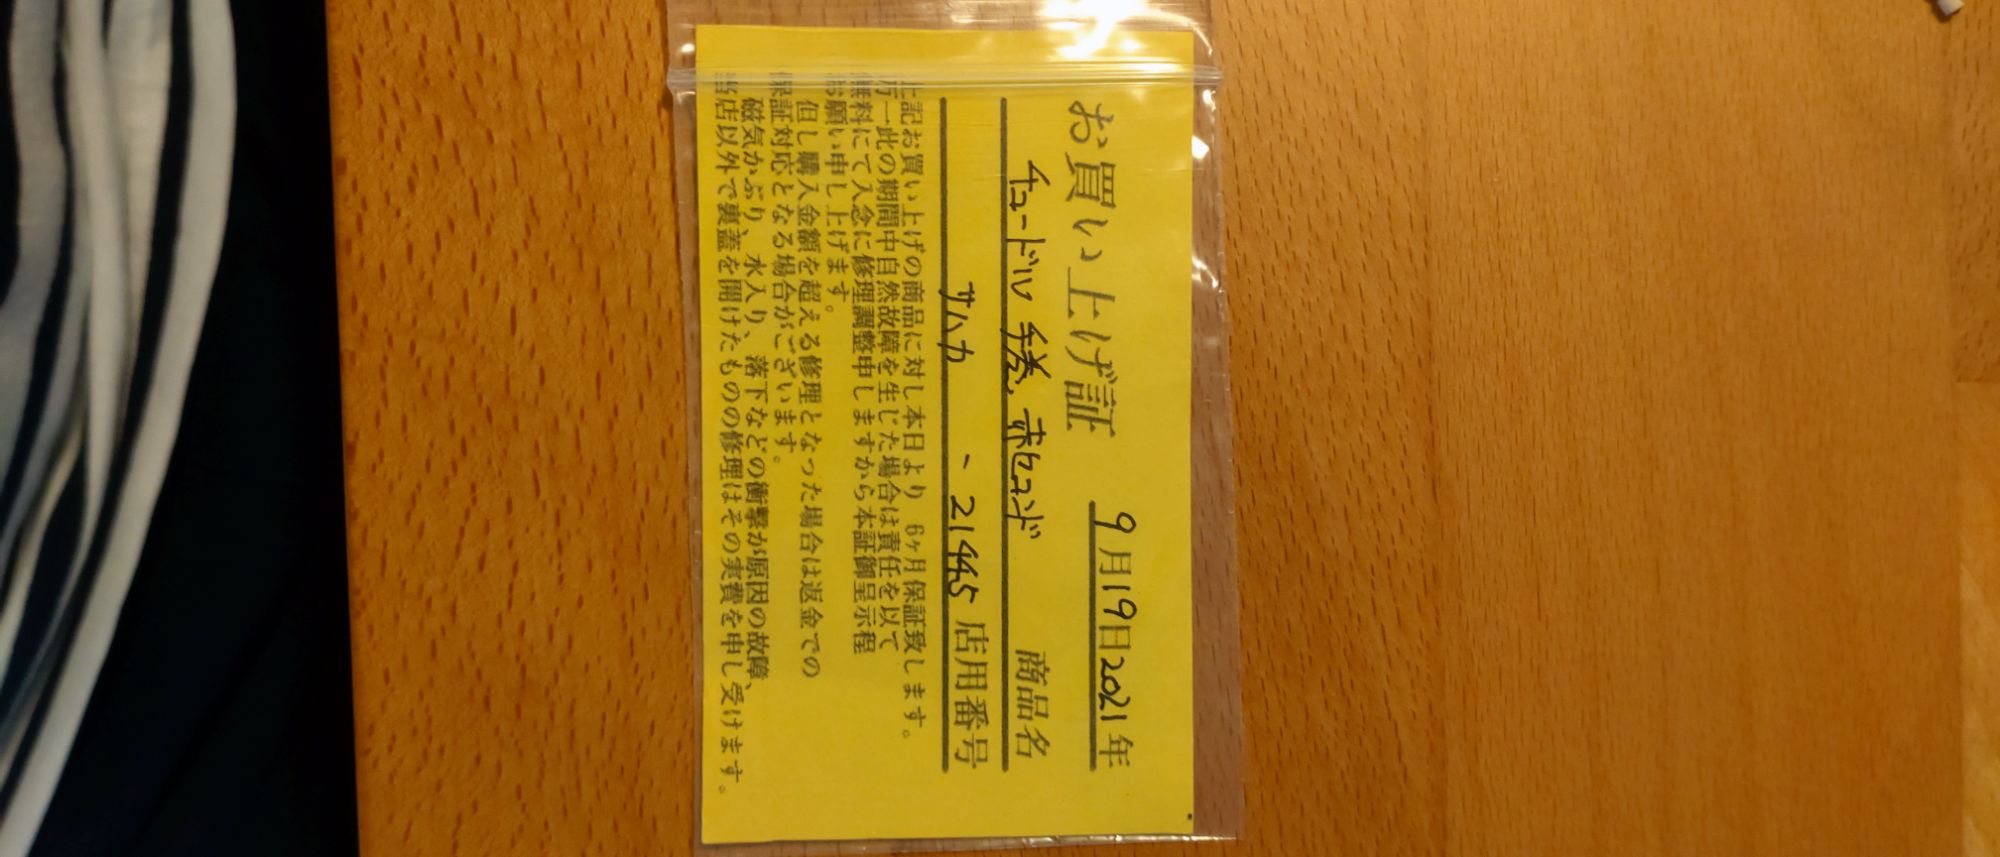 お買い上げ証
9月19日2021年
チュードル 手巻 赤セコンド 商品名
サハカ 、 21445 店用番号
上記お買い上げの商品に対し本日より 6ヶ月保証致します。
万一此の期間中自然故障を生じた場合は責任を以て
無料にて入念に修理調整申しますから本証御呈示程
お願い申し上げます。
但し購入金額を超える修理となった場合は返金での
保証対応となる場合がございます。
磁気かぶり、水入り、落下などの衝撃が原因の故障、
当店以外で裏蓋を開けたものの修理はその実費を申し受けます。